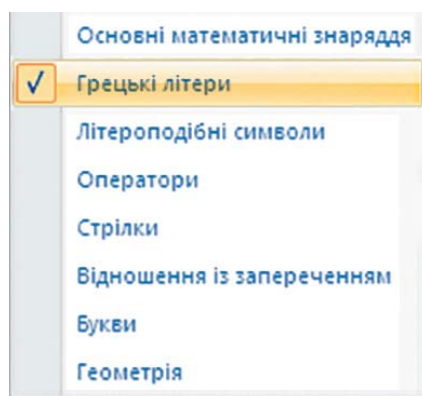 Основні математичні знаряддя
Грецькі літери
Літероподібні символи
Оператори
Стрілки
Відношення із запереченням
Букви
Геометрія